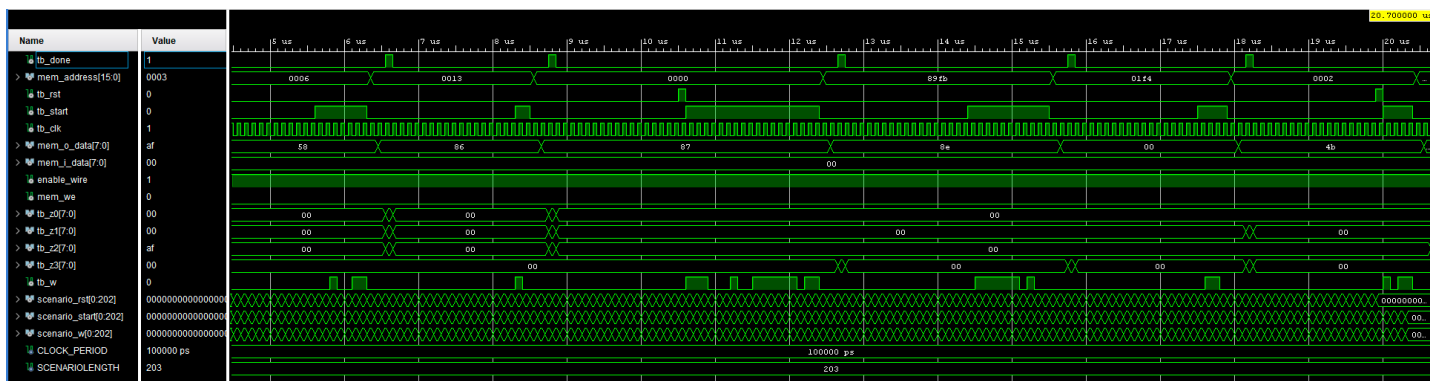 20.700000 us
Name Value 5 us 6 us 7 us 8 us 9 us 10 us 11 us 12 us 13 us 14 us 15 us 16 us 17 us 18 us 19 us 20 us
tb_done 1
mem_address[15:0] 0003 0006 0013 0000 89fb 01f4 0002 ..
tb_rst 0
tb_start 0
tb_clk 1
mem_o_data[7:0] af 58 86 87 8e 00 4b
mem_i_data[7:0] 00 00
enable_wire 1
mem_we 0
tb_z0[7:0] 00 00 00 00
tb_z1[7:0] 00 00 00 00 00
tb_z2[7:0] af 00 00 00
tb_z3[7:0] 00 00 00 00 00
tb_w 0
scenario_rst[0:202] 0000000000000000 00000000..
scenario_start[0:202] 0000000000000000 00..
scenario_w[0:202] 0000000000000000 00..
CLOCK_PERIOD 100000 ps 100000 ps
SCENARIOLENGTH 203 203